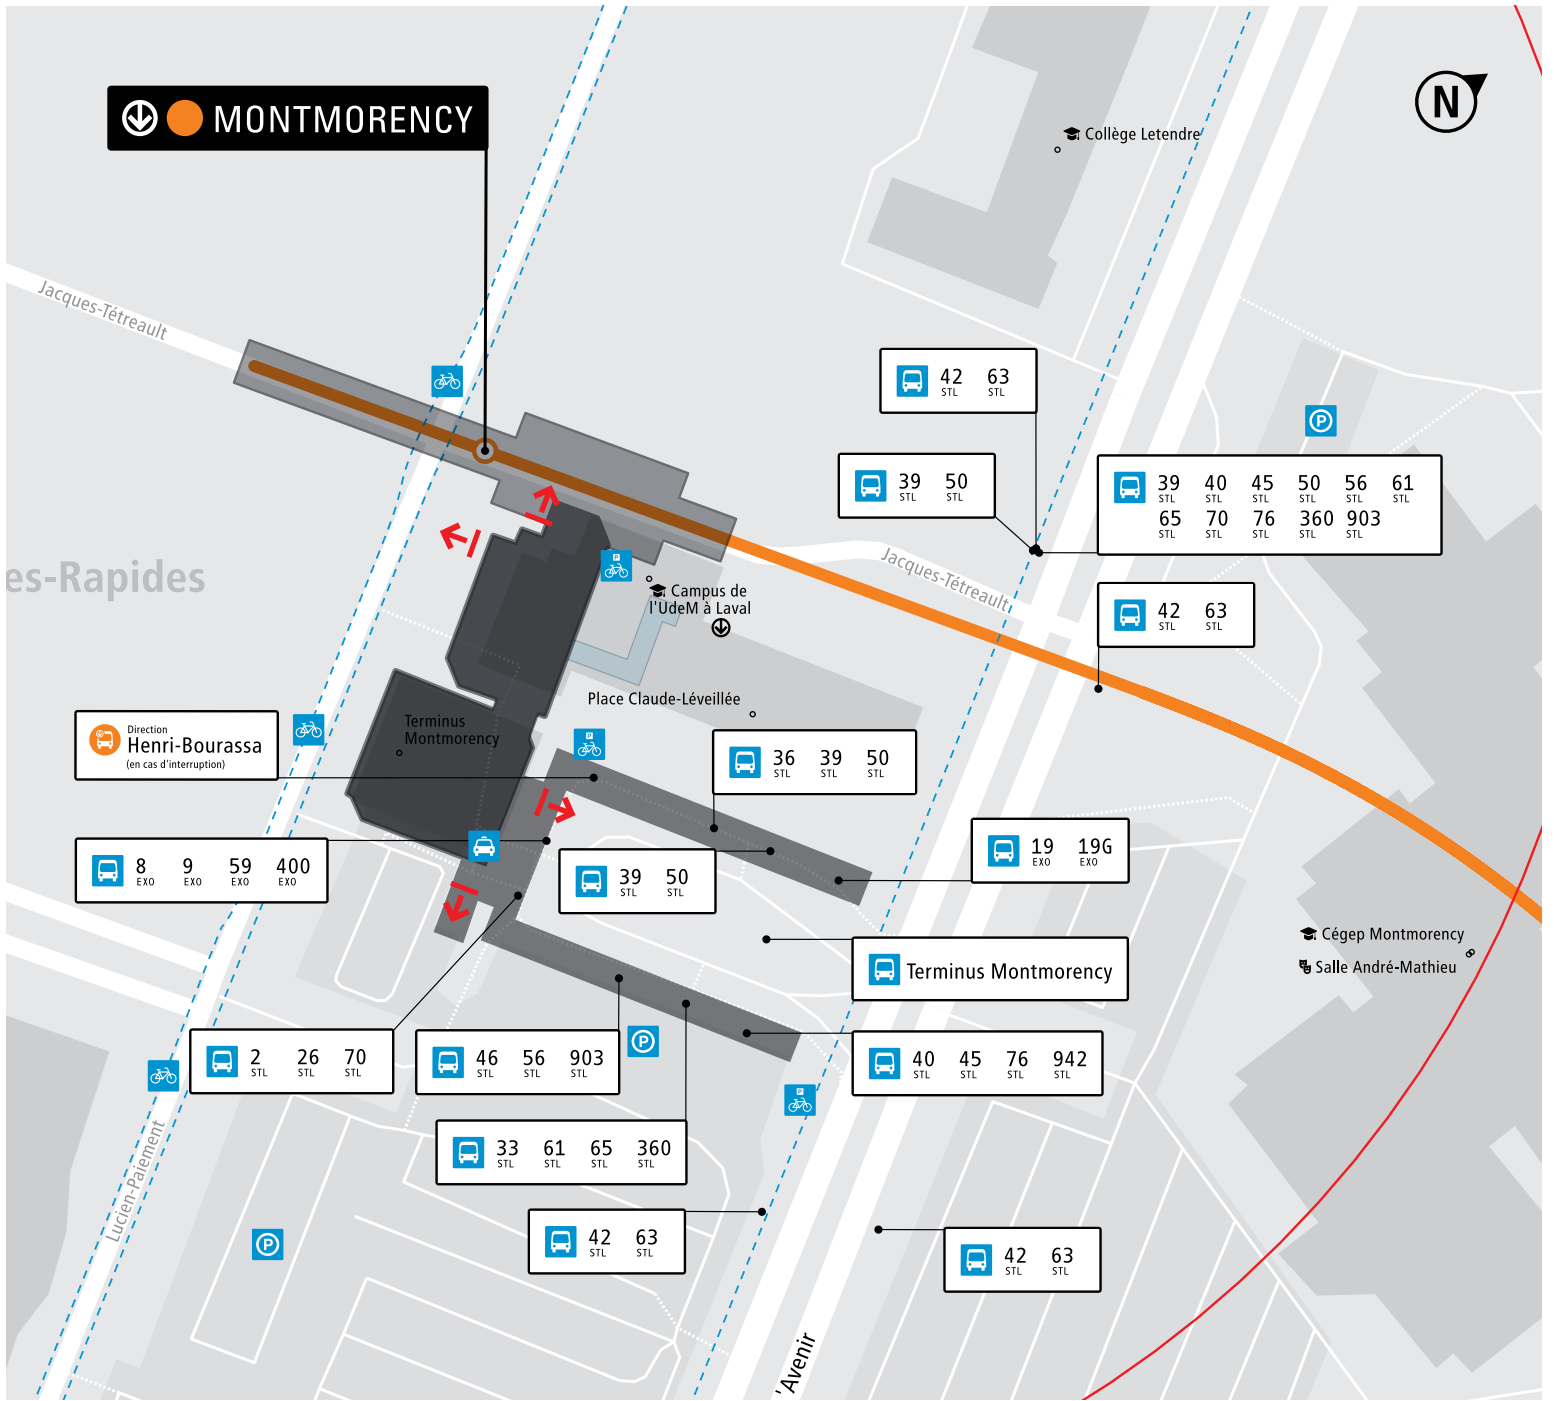 MONTMORENCY
N
Collège Letendre
Jacques-Tétreault
42 STL 63 STL
P
39 STL 50 STL
39 STL 40 STL 45 STL 50 STL 56 STL 61 STL
65 STL 70 STL 76 STL 360 STL 903 STL
Jacques-Tétreault
es-Rapides
P
Campus de
l'UdeM à Laval
42 STL 63 STL
Place Claude-Léveillée
Terminus
Montmorency
Direction
Henri-Bourassa
(en cas d'interruption)
P
36 STL 39 STL 50 STL
19 EXO 19G EXO
8 EXO 9 EXO 59 EXO 400 EXO
39 STL 50 STL
Cégep Montmorency
Salle André-Mathieu
Terminus Montmorency
2 STL 26 STL 70 STL
46 STL 56 STL 903 STL
P
40 STL 45 STL 76 STL 942 STL
P
33 STL 61 STL 65 STL 360 STL
Lucien-Paiement
P
42 STL 63 STL
42 STL 63 STL
l'Avenir